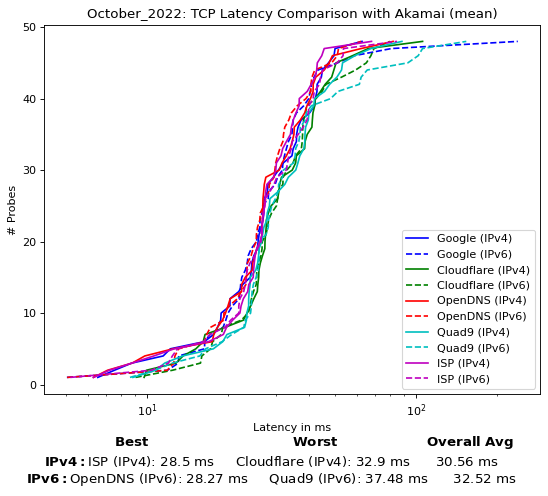 October_2022: TCP Latency Comparison with Akamai (mean)
# Probes
50
40
30
20
10
0
Google (IPv4)
Google (IPv6)
Cloudflare (IPv4)
Cloudflare (IPv6)
OpenDNS (IPv4)
OpenDNS (IPv6)
Quad9 (IPv4)
Quad9 (IPv6)
ISP (IPv4)
ISP (IPv6)
10¹ 10²
Latency in ms
Best Worst Overall Avg
IPv4: ISP (IPv4): 28.5 ms Cloudflare (IPv4): 32.9 ms 30.56 ms
IPv6: OpenDNS (IPv6): 28.27 ms Quad9 (IPv6): 37.48 ms 32.52 ms